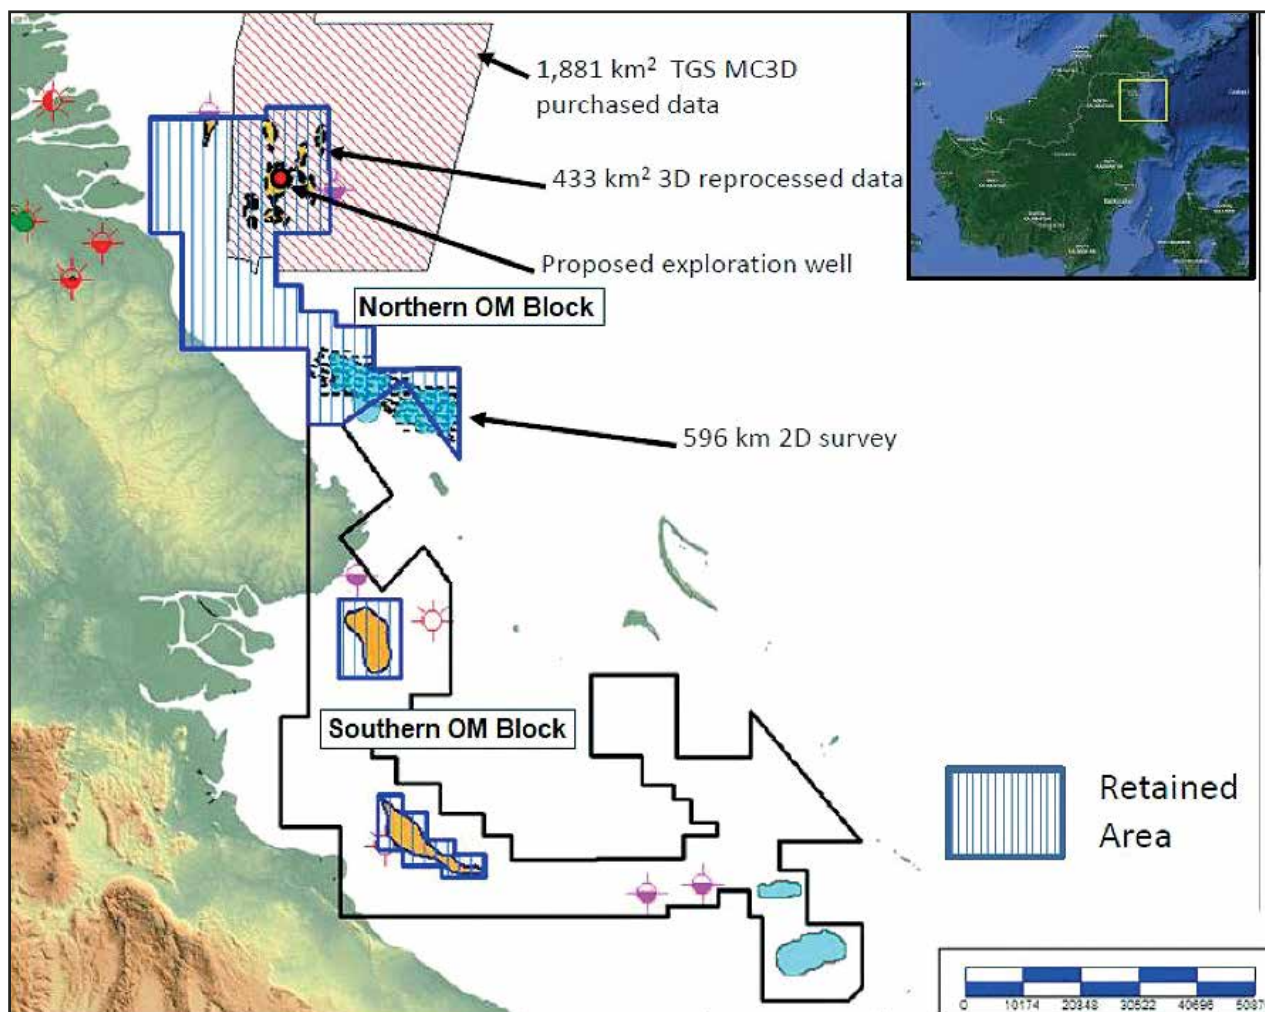 1,881 km² TGS MC3D
purchased data
433 km² 3D reprocessed data
Proposed exploration well
Northern OM Block
596 km 2D survey
Southern OM Block
Retained
Area
0 10174 20348 30522 40696